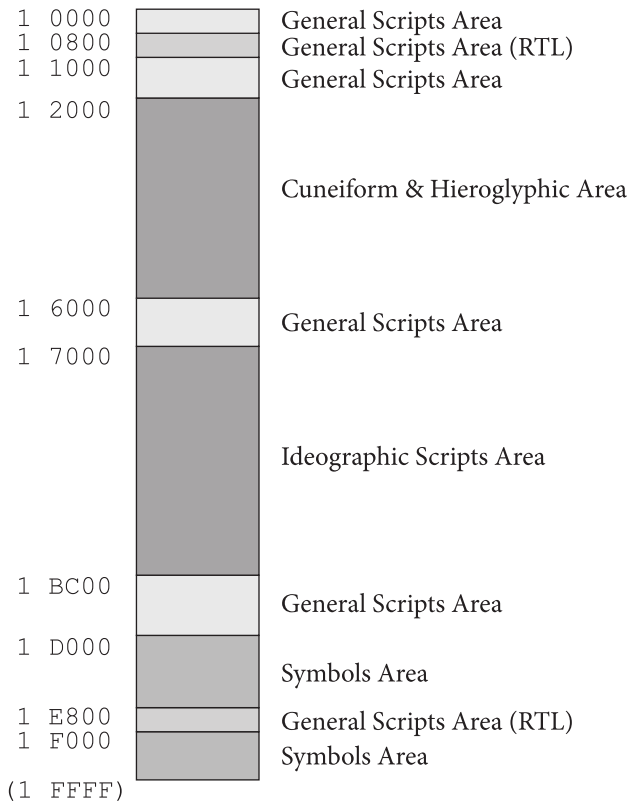 1 0000 General Scripts Area
1 0800 General Scripts Area (RTL)
1 1000 General Scripts Area
1 2000
Cuneiform & Hieroglyphic Area
1 6000 General Scripts Area
1 7000
Ideographic Scripts Area
1 BC00 General Scripts Area
1 D000
Symbols Area
1 E800 General Scripts Area (RTL)
1 F000 Symbols Area
(1 FFFF)